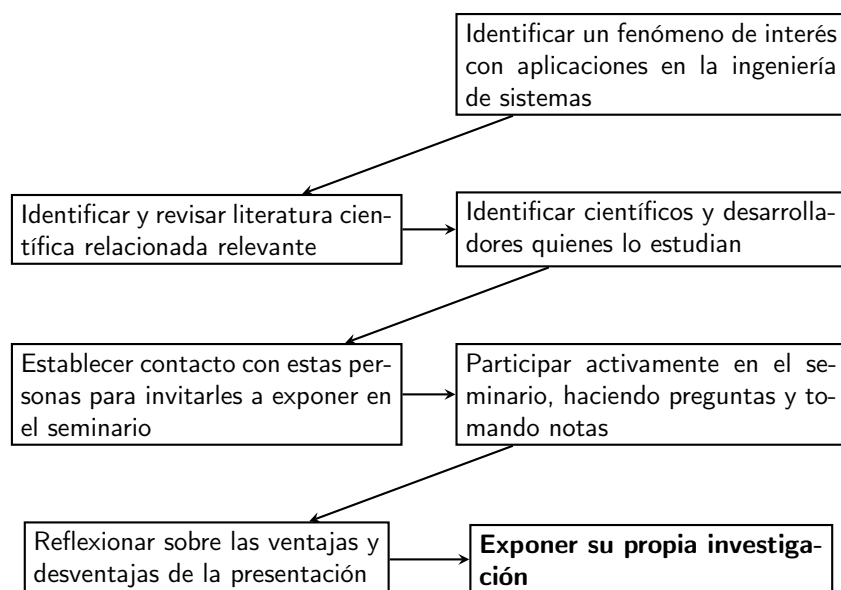 Identificar un fenómeno de interés
con aplicaciones en la ingeniería
de sistemas
Identificar y revisar literatura cien-
tífica relacionada relevante
Identificar científicos y desarrolla-
dores quienes lo estudian
Establecer contacto con estas per-
sonas para invitarles a exponer en
el seminario
Participar activamente en el se-
minario, haciendo preguntas y to-
mando notas
Reflexionar sobre las ventajas y
desventajas de la presentación
Exponer su propia investiga-
ción